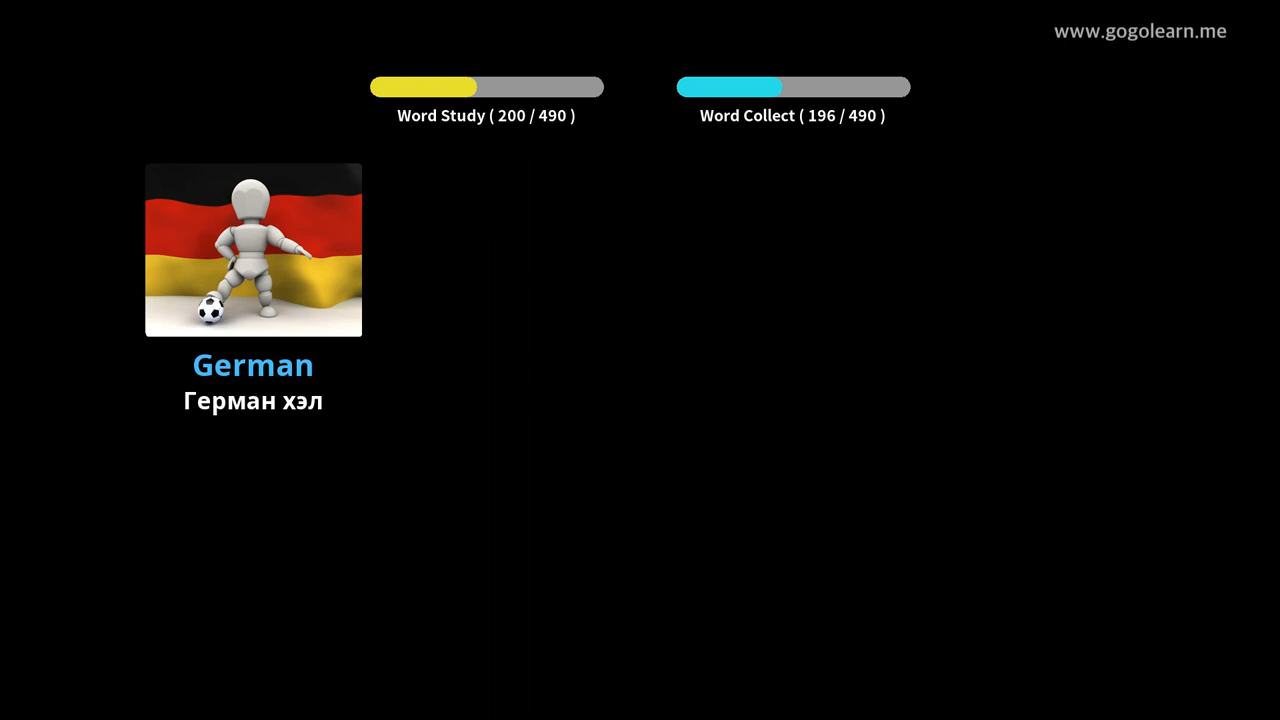 www.gogolearn.me
Word Study ( 200 / 490 )
Word Collect ( 196 / 490 )
German
Герман хэл